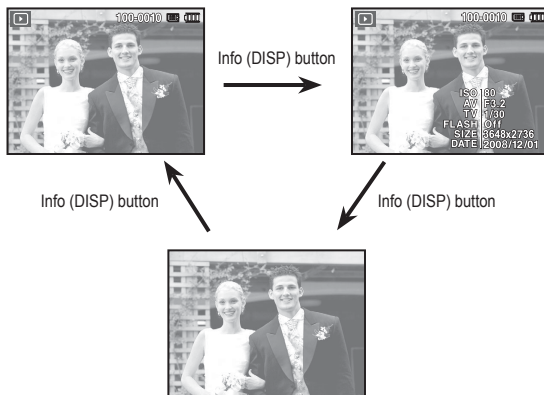 100-0010
Info (DISP) button
100-0010
ISO 80
AV F3.2
TV 1/30
FLASH Off
SIZE 3648x2736
DATE 2008/12/01
Info (DISP) button
Info (DISP) button